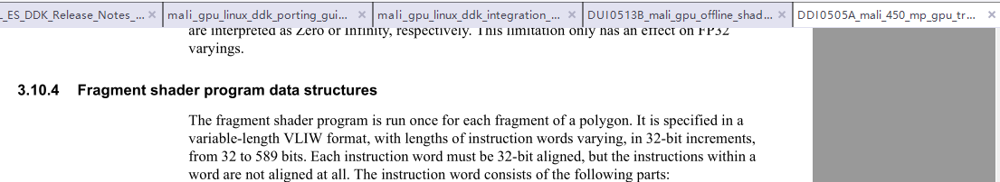 _ES_DDK_Release_Notes_... × mali_gpu_linux_ddk_porting_gui... × mali_gpu_linux_ddk_integration_... × DUI0513B_mali_gpu_offline_shad... × DDI0505A_mali_450_mp_gpu_tr... ×
are interpreted as Zero or Infinity, respectively. This limitation only has an effect on FP32
varyings.
3.10.4 Fragment shader program data structures
The fragment shader program is run once for each fragment of a polygon. It is specified in a
variable-length VLIW format, with lengths of instruction words varying, in 32-bit increments,
from 32 to 589 bits. Each instruction word must be 32-bit aligned, but the instructions within a
word are not aligned at all. The instruction word consists of the following parts: